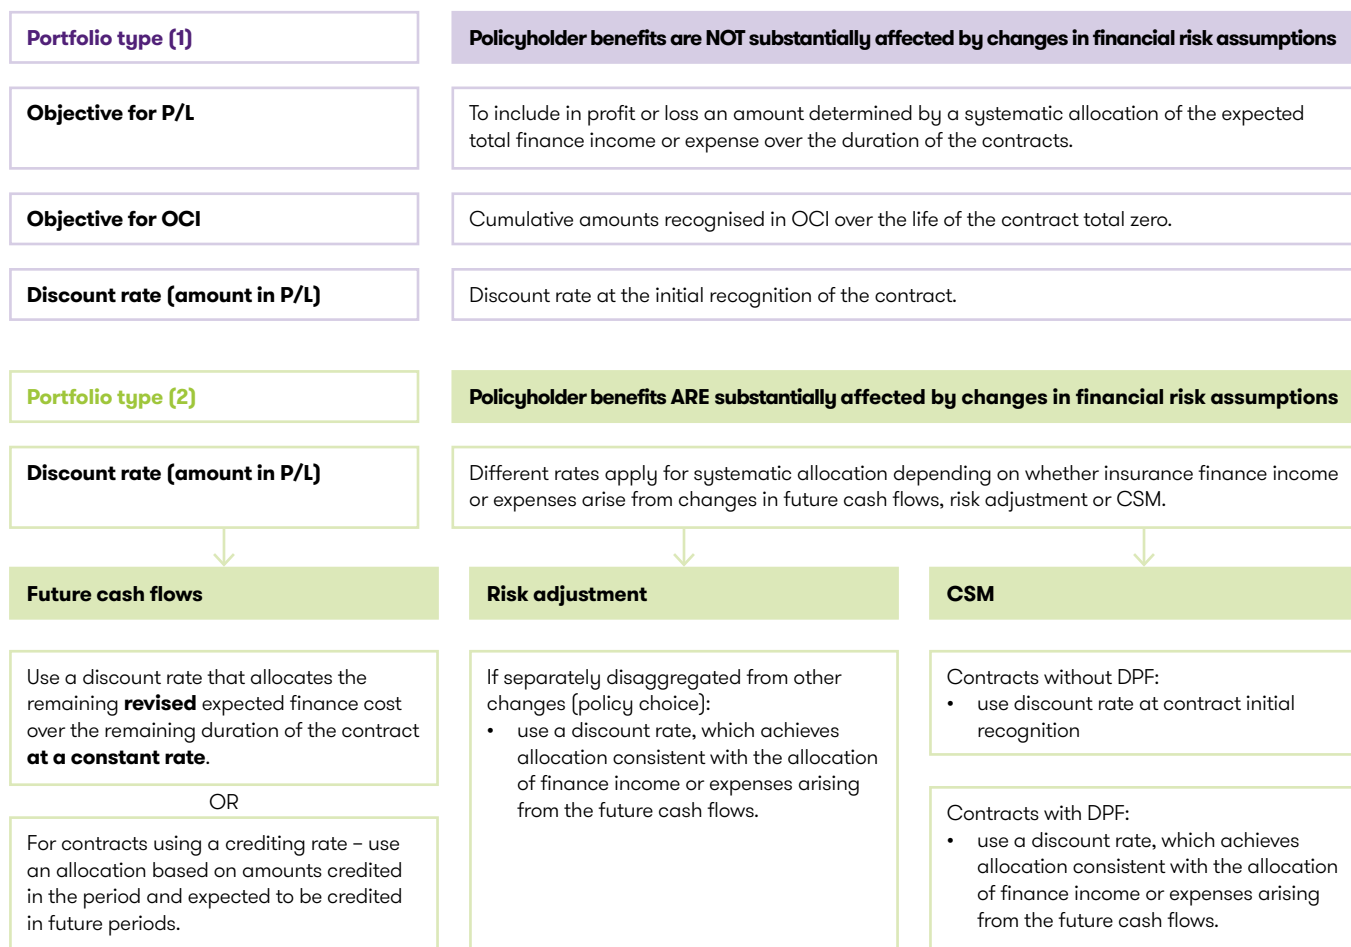 Portfolio type (1)
Policyholder benefits are NOT substantially affected by changes in financial risk assumptions
Objective for P/L
To include in profit or loss an amount determined by a systematic allocation of the expected
total finance income or expense over the duration of the contracts.
Objective for OCI
Cumulative amounts recognised in OCI over the life of the contract total zero.
Discount rate (amount in P/L)
Discount rate at the initial recognition of the contract.
Portfolio type (2)
Policyholder benefits ARE substantially affected by changes in financial risk assumptions
Discount rate (amount in P/L)
Different rates apply for systematic allocation depending on whether insurance finance income
or expenses arise from changes in future cash flows, risk adjustment or CSM.
Future cash flows
Use a discount rate that allocates the
remaining revised expected finance cost
over the remaining duration of the contract
at a constant rate.
OR
For contracts using a crediting rate – use
an allocation based on amounts credited
in the period and expected to be credited
in future periods.
Risk adjustment
If separately disaggregated from other
changes (policy choice):
• use a discount rate, which achieves
allocation consistent with the allocation
of finance income or expenses arising
from the future cash flows.
CSM
Contracts without DPF:
• use discount rate at contract initial
recognition
Contracts with DPF:
• use a discount rate, which achieves
allocation consistent with the allocation
of finance income or expenses arising
from the future cash flows.